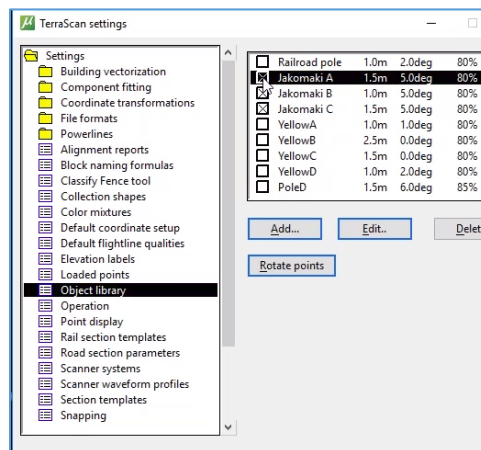 TerraScan settings
Settings
Building vectorization
Component fitting
Coordinate transformations
File formats
Powerlines
Alignment reports
Block naming formulas
Classify Fence tool
Collection shapes
Color mixtures
Default coordinate setup
Default flightline qualities
Elevation labels
Loaded points
Object library
Operation
Point display
Rail section templates
Road section parameters
Scanner systems
Scanner waveform profiles
Section templates
Snapping
Railroad pole 1.0m 2.0deg 80%
Jakomaki A 1.5m 5.0deg 80%
Jakomaki B 1.0m 5.0deg 80%
Jakomaki C 1.5m 5.0deg 80%
YellowA 1.0m 1.0deg 80%
YellowB 2.5m 0.0deg 80%
YellowC 1.5m 0.0deg 80%
YellowD 1.0m 2.0deg 80%
PoleD 1.5m 6.0deg 85%
Add... Edit.. Delet
Rotate points